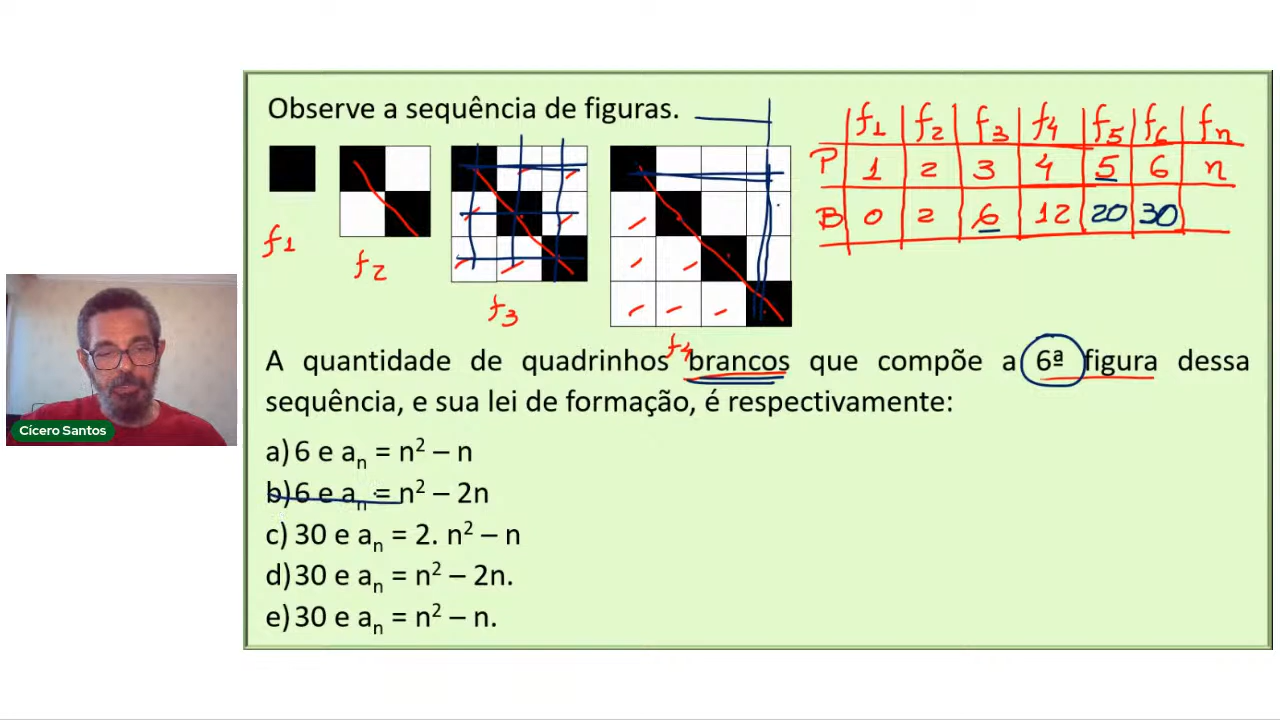 Observe a sequência de figuras.
f1 f2 f3 f4 f5 f6 fn
P 1 2 3 4 5 6 n
B 0 2 6 12 20 30
f1
f2
f3
f4
A quantidade de quadrinhos brancos que compõe a 6ª figura dessa
sequência, e sua lei de formação, é respectivamente:
Cícero Santos
a) 6 e aₙ = n² – n
b) 6 e aₙ = n² – 2n
c) 30 e aₙ = 2. n² – n
d) 30 e aₙ = n² – 2n.
e) 30 e aₙ = n² – n.